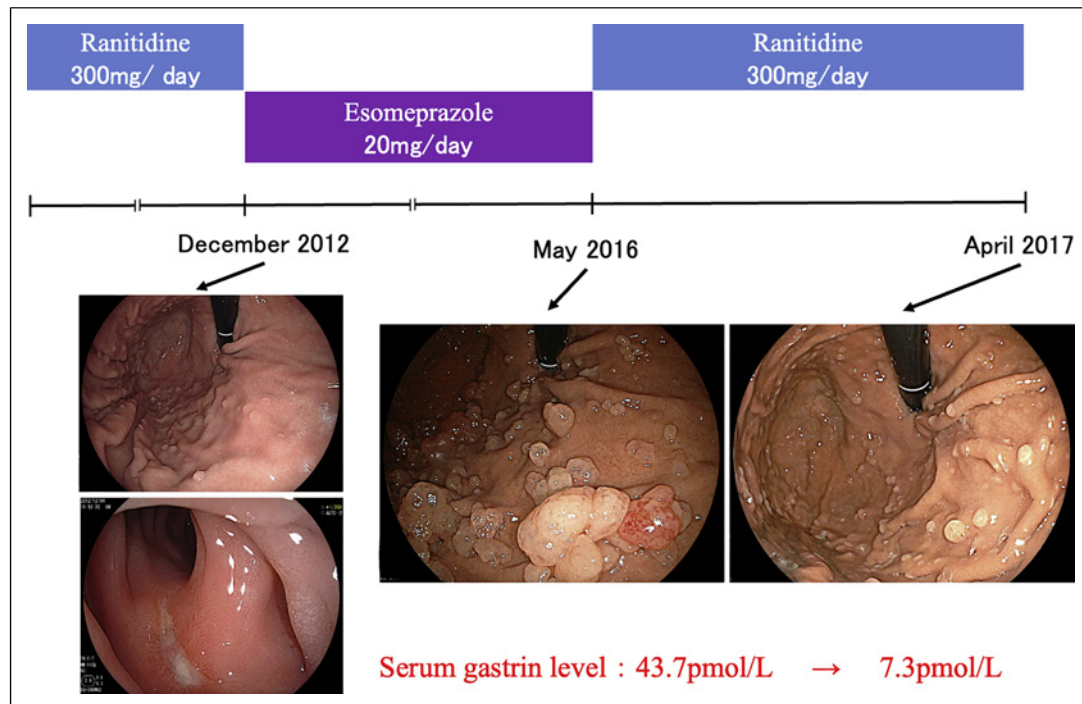 Ranitidine
300mg/ day
Ranitidine
300mg/day
Esomeprazole
20mg/day
December 2012
May 2016
April 2017
Serum gastrin level : 43.7pmol/L → 7.3pmol/L